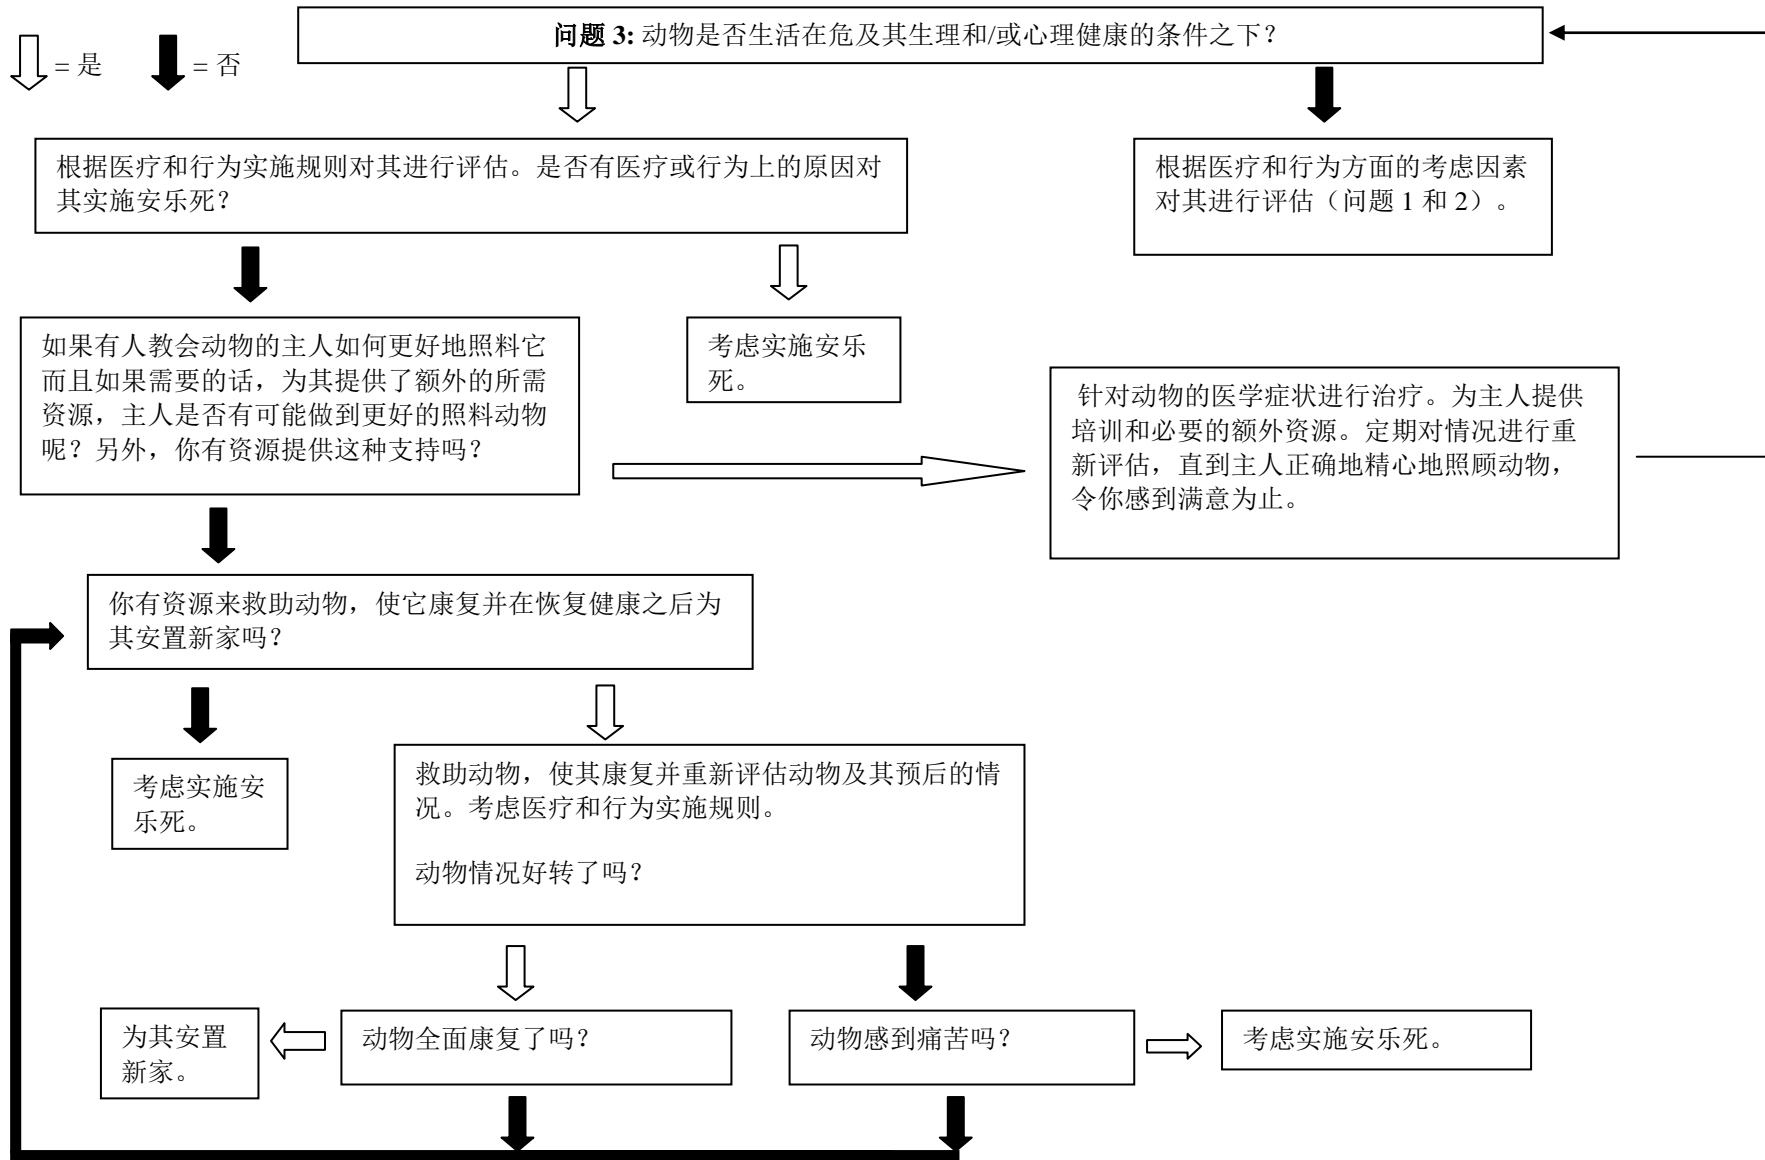 问题 3: 动物是否生活在危及其生理和/或心理健康的条件之下？
= 是
= 否
根据医疗和行为实施规则对其进行评估。是否有医疗或行为上的原因对
其实施安乐死？
根据医疗和行为方面的考虑因素
对其进行评估（问题 1 和 2）。
如果有人教会动物的主人如何更好地照料它
而且如果需要的话，为其提供了额外的所需
资源，主人是否有可能做到更好的照料动物
呢？另外，你有资源提供这种支持吗？
考虑实施安乐
死。
针对动物的医学症状进行治疗。为主人提供
培训和必要的额外资源。定期对情况进行重
新评估，直到主人正确地精心地照顾动物，
令你感到满意为止。
你有资源来救助动物，使它康复并在恢复健康之后为
其安置新家吗？
考虑实施安
乐死。
救助动物，使其康复并重新评估动物及其预后的情
况。考虑医疗和行为实施规则。
动物情况好转了吗？
为其安置
新家。
动物全面康复了吗？
动物感到痛苦吗？
考虑实施安乐死。